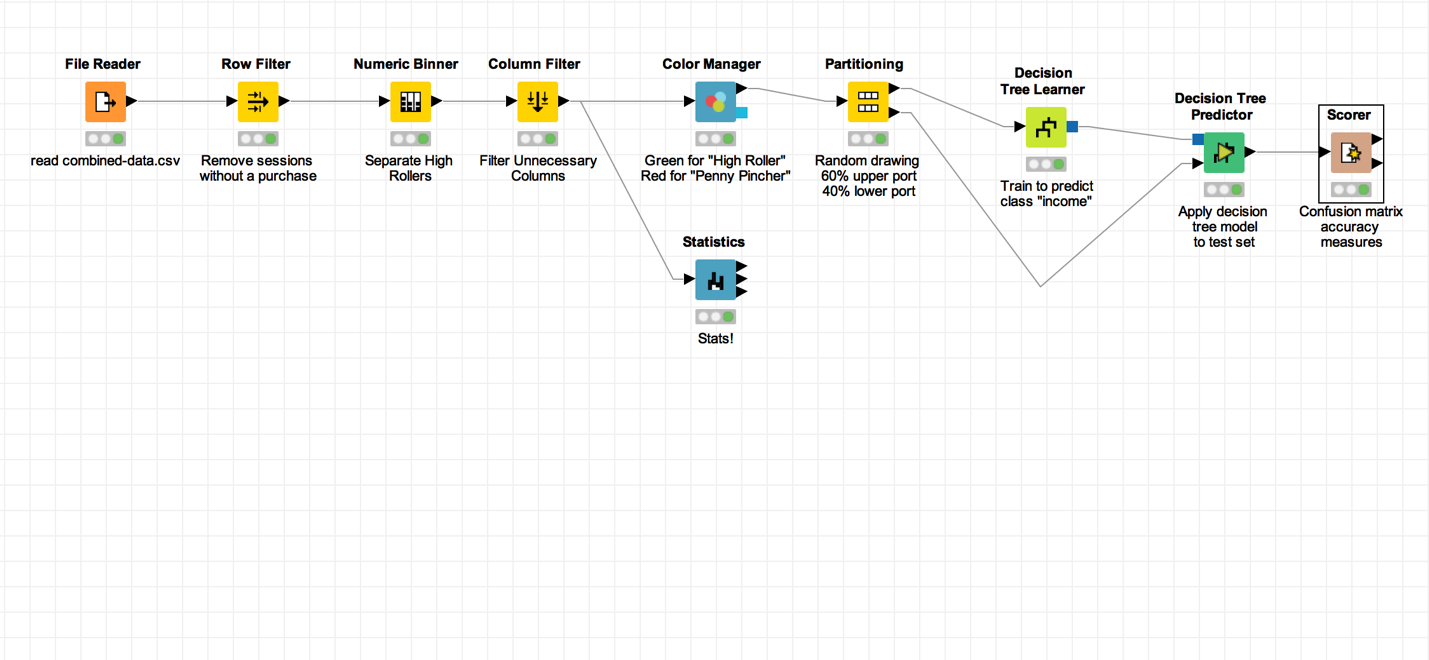 File Reader
read combined-data.csv
Row Filter
Remove sessions
without a purchase
Numeric Binner
Separate High
Rollers
Column Filter
Filter Unnecessary
Columns
Color Manager
Green for "High Roller"
Red for "Penny Pincher"
Statistics
Stats!
Partitioning
Random drawing
60% upper port
40% lower port
Decision
Tree Learner
Train to predict
class "income"
Decision Tree
Predictor
Apply decision
tree model
to test set
Scorer
Confusion matrix
accuracy
measures